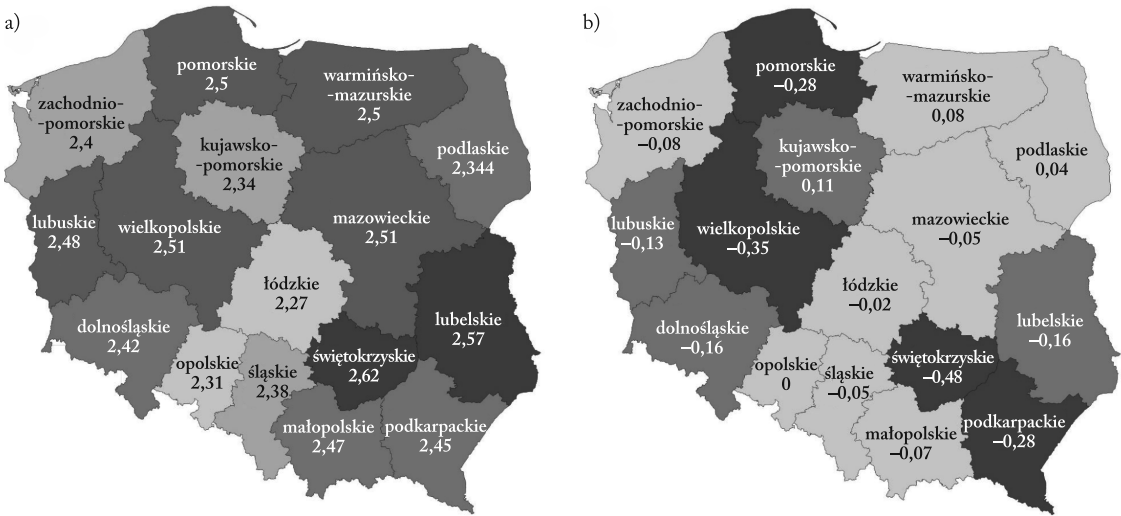 a)
pomorskie
2,5
warmińsko-
-mazurskie
2,5
zachodnio-
-pomorskie
2,4
kujawsko-
-pomorskie
2,34
podlaskie
2,344
lubuskie
2,48
wielkopolskie
2,51
mazowieckie
2,51
łódzkie
2,27
lubelskie
2,57
dolnośląskie
2,42
opolskie
2,31
śląskie
2,38
świętokrzyskie
2,62
małopolskie
2,47
podkarpackie
2,45
b)
pomorskie
–0,28
warmińsko-
-mazurskie
0,08
zachodnio-
-pomorskie
–0,08
kujawsko-
-pomorskie
0,11
podlaskie
0,04
lubuskie
–0,13
wielkopolskie
–0,35
mazowieckie
–0,05
łódzkie
–0,02
lubelskie
–0,16
dolnośląskie
–0,16
opolskie
0
śląskie
–0,05
świętokrzyskie
–0,48
małopolskie
–0,07
podkarpackie
–0,28